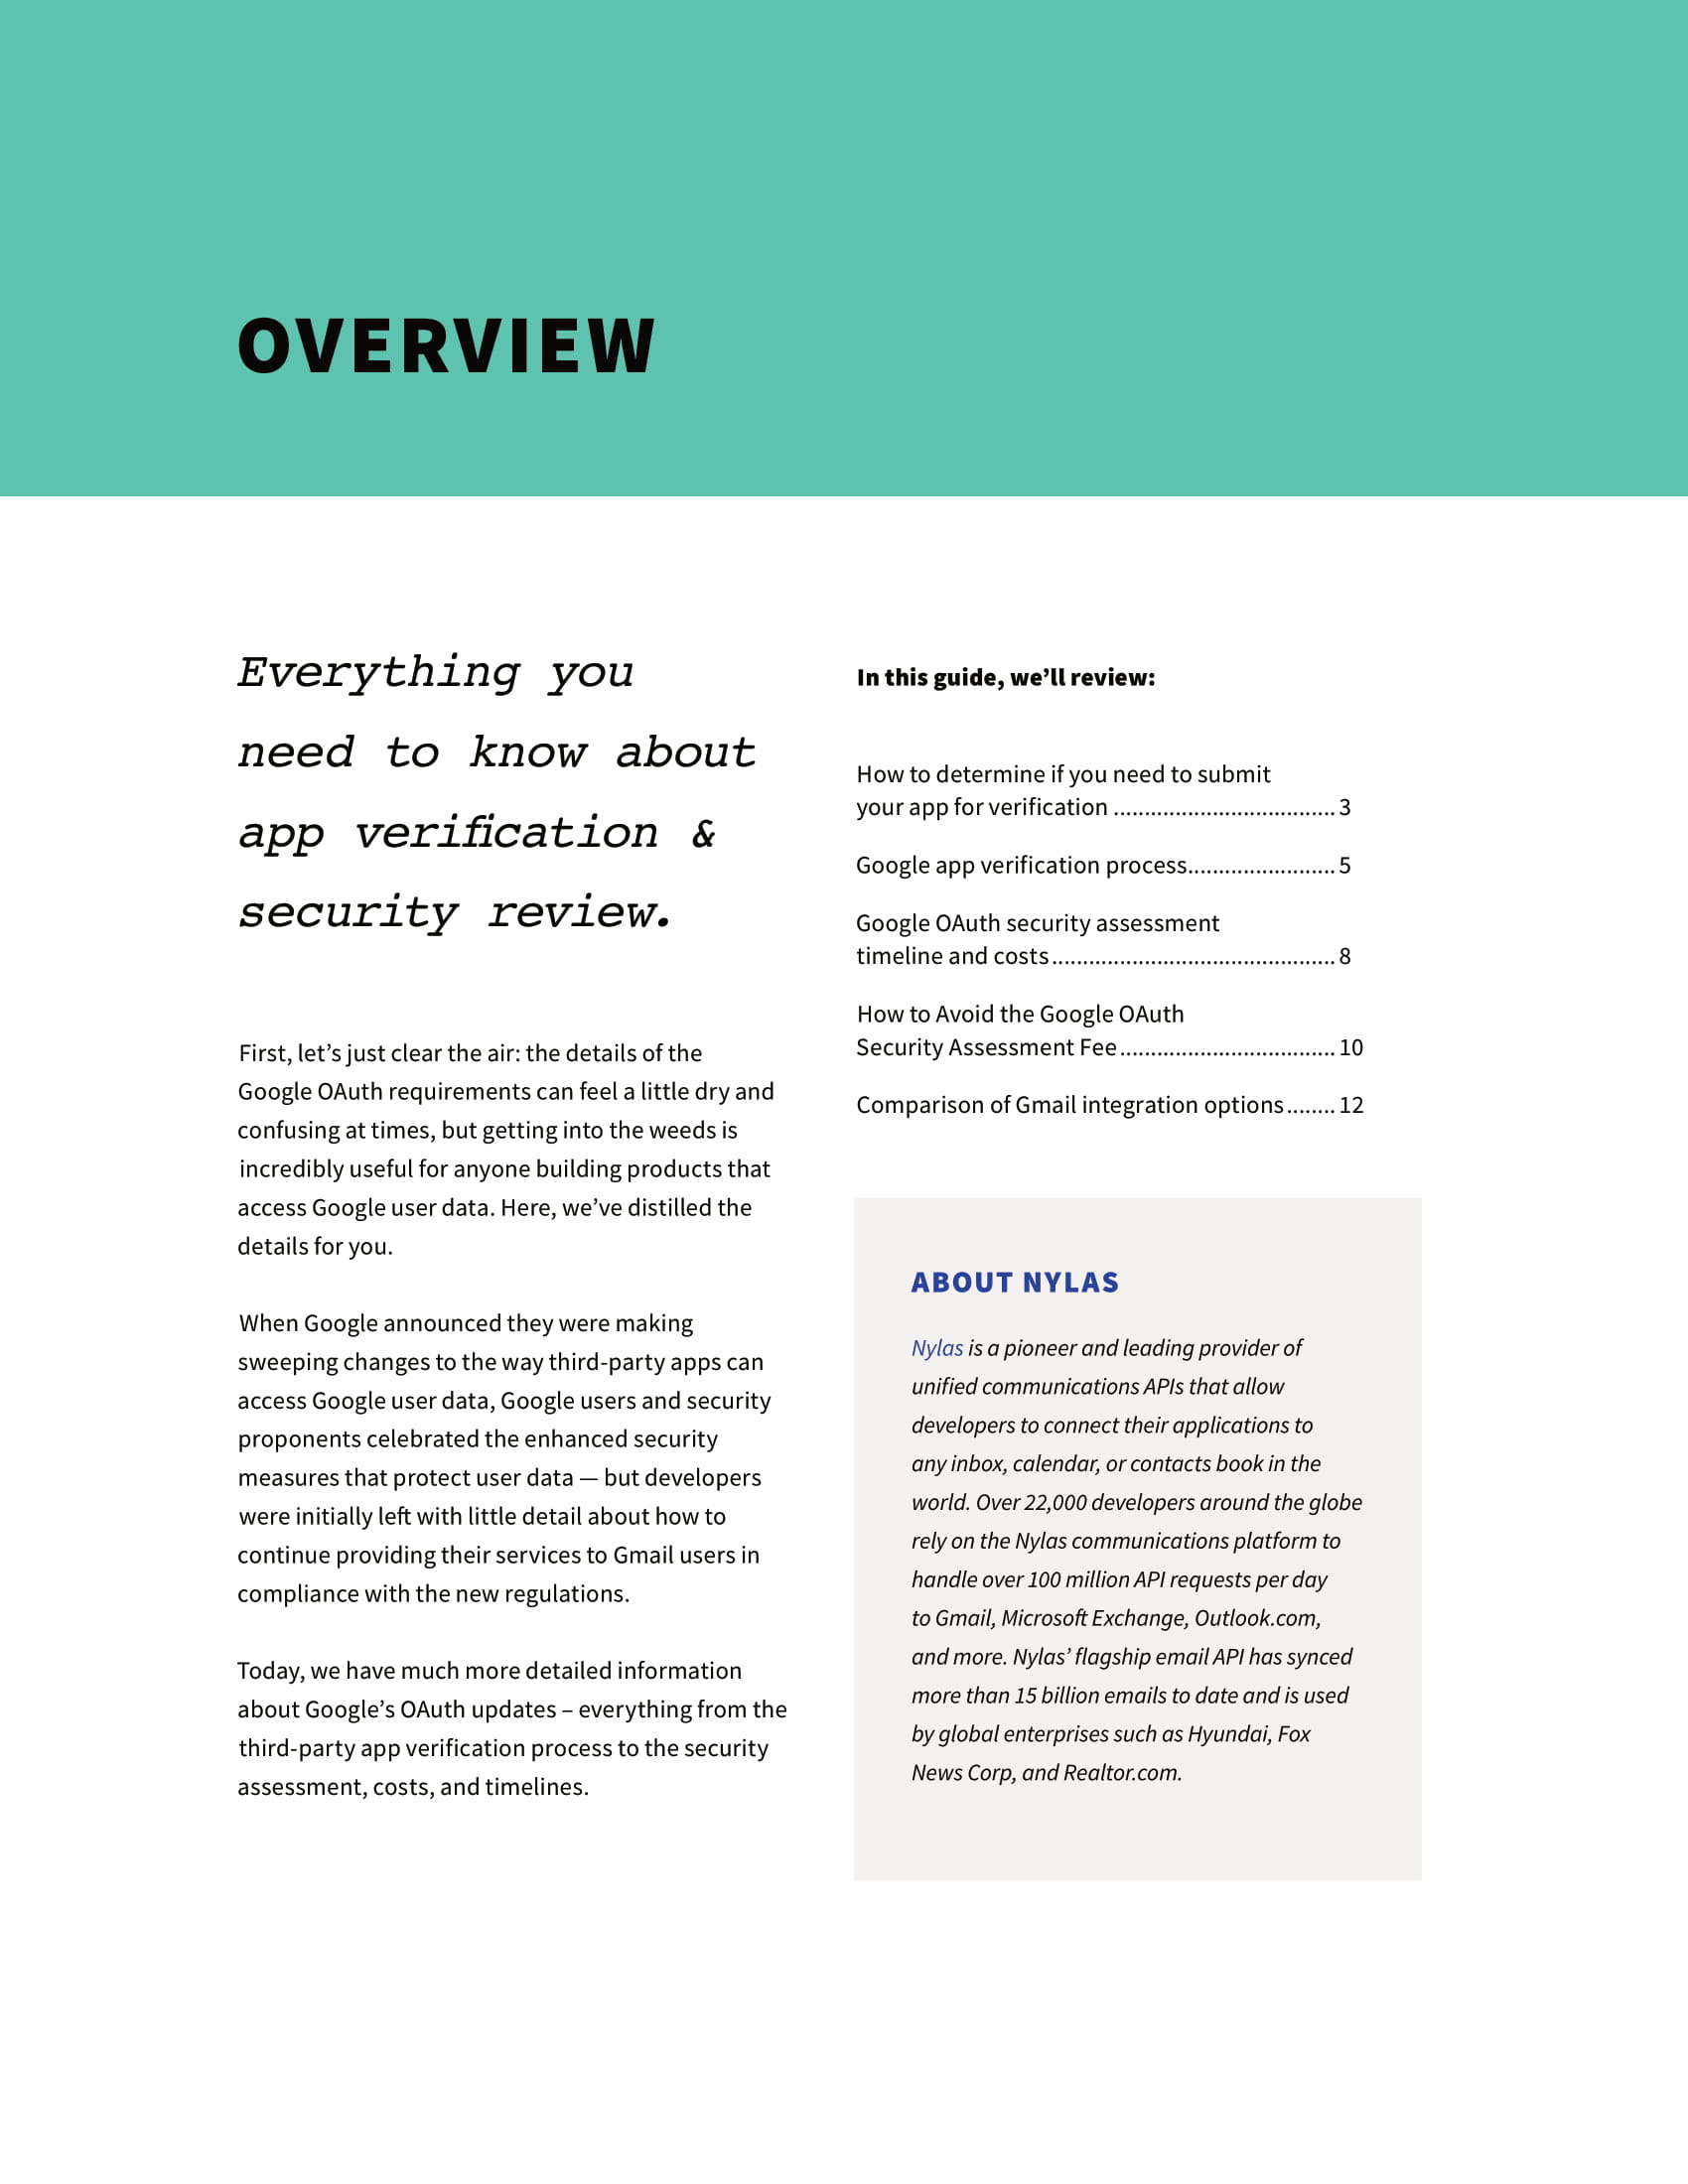 OVERVIEW
Everything you
need to know about
app verification &
security review.
First, let’s just clear the air: the details of the
Google OAuth requirements can feel a little dry and
confusing at times, but getting into the weeds is
incredibly useful for anyone building products that
access Google user data. Here, we’ve distilled the
details for you.
When Google announced they were making
sweeping changes to the way third-party apps can
access Google user data, Google users and security
proponents celebrated the enhanced security
measures that protect user data — but developers
were initially left with little detail about how to
continue providing their services to Gmail users in
compliance with the new regulations.
Today, we have much more detailed information
about Google’s OAuth updates – everything from the
third-party app verification process to the security
assessment, costs, and timelines.
In this guide, we’ll review:
How to determine if you need to submit
your app for verification .................................... 3
Google app verification process........................ 5
Google OAuth security assessment
timeline and costs.............................................. 8
How to Avoid the Google OAuth
Security Assessment Fee................................... 10
Comparison of Gmail integration options........ 12
ABOUT NYLAS
Nylas is a pioneer and leading provider of
unified communications APIs that allow
developers to connect their applications to
any inbox, calendar, or contacts book in the
world. Over 22,000 developers around the globe
rely on the Nylas communications platform to
handle over 100 million API requests per day
to Gmail, Microsoft Exchange, Outlook.com,
and more. Nylas’ flagship email API has synced
more than 15 billion emails to date and is used
by global enterprises such as Hyundai, Fox
News Corp, and Realtor.com.